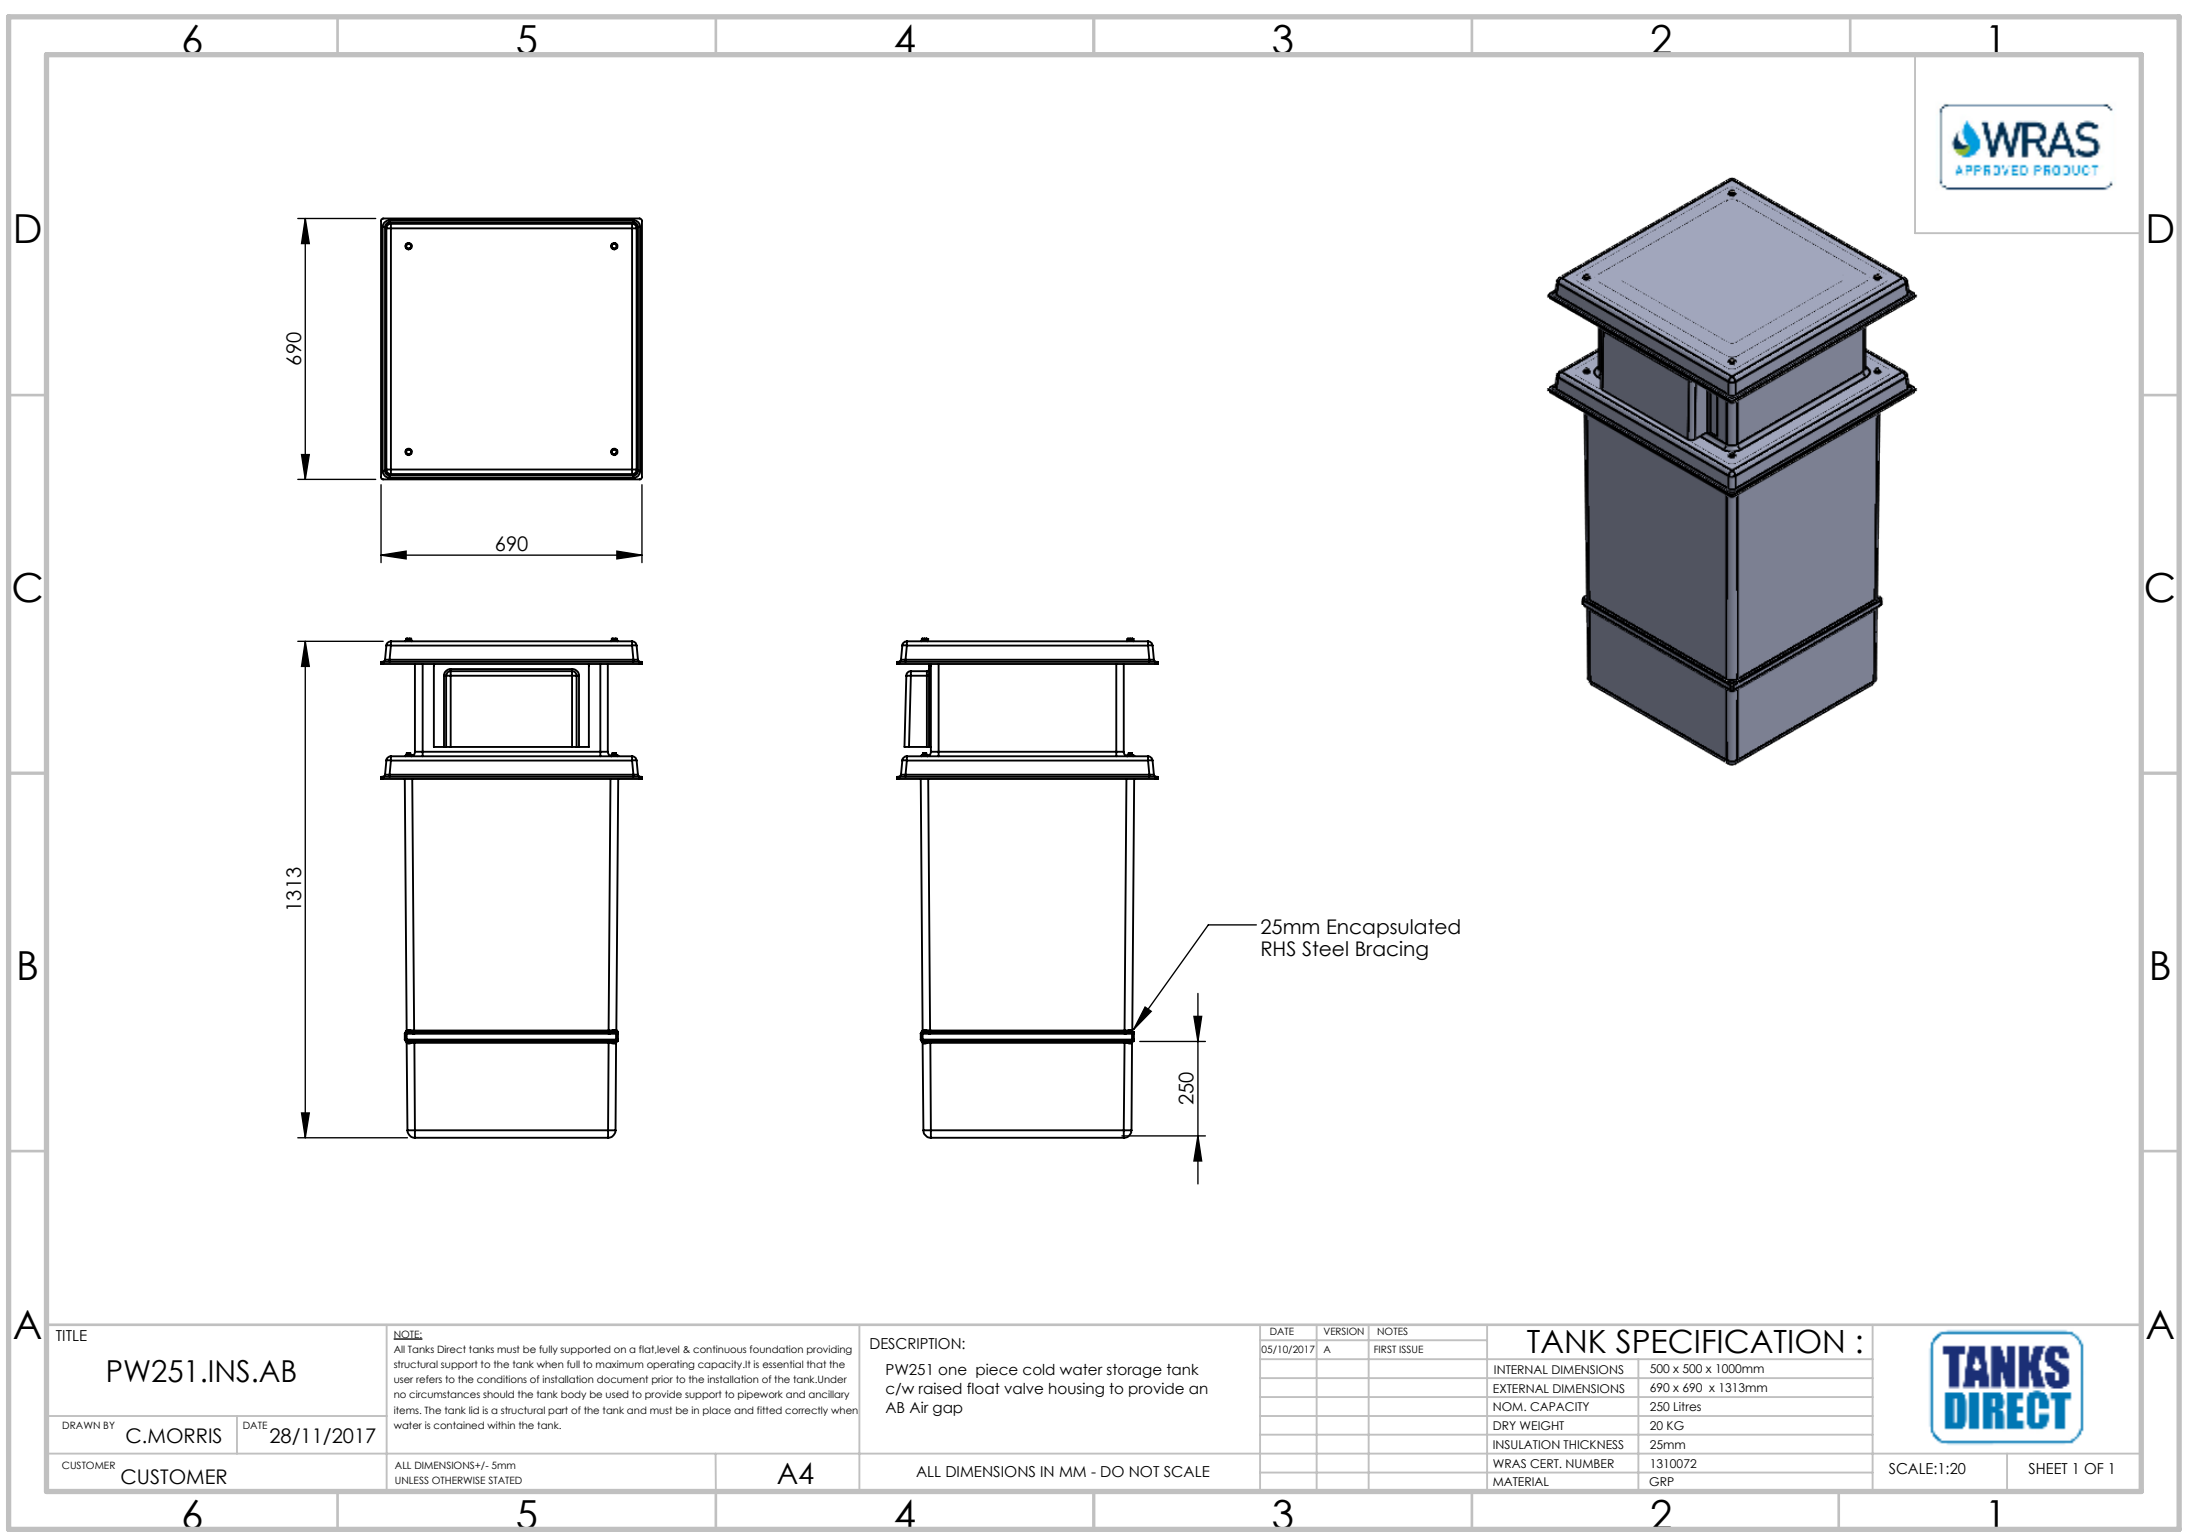 6 5 4 3 2 1
WRAS
APPROVED PRODUCT
D D
690
690
C C
1313
25mm Encapsulated
RHS Steel Bracing
B B
250
A A
TITLE
PW251.INS.AB
DRAWN BY C.MORRIS DATE 28/11/2017
CUSTOMER CUSTOMER
NOTE:
All Tanks Direct tanks must be fully supported on a flat,level & continuous foundation providing
structural support to the tank when full to maximum operating capacity.It is essential that the
user refers to the conditions of installation document prior to the installation of the tank.Under
no circumstances should the tank body be used to provide support to pipework and ancillary
items. The tank lid is a structural part of the tank and must be in place and fitted correctly when
water is contained within the tank.
ALL DIMENSIONS+/- 5mm
UNLESS OTHERWISE STATED
A4
DESCRIPTION:
PW251 one piece cold water storage tank
c/w raised float valve housing to provide an
AB Air gap
ALL DIMENSIONS IN MM - DO NOT SCALE
DATE VERSION NOTES
05/10/2017 A FIRST ISSUE
TANK SPECIFICATION :
INTERNAL DIMENSIONS 500 x 500 x 1000mm
EXTERNAL DIMENSIONS 690 x 690 x 1313mm
NOM. CAPACITY 250 Litres
DRY WEIGHT 20 KG
INSULATION THICKNESS 25mm
WRAS CERT. NUMBER 1310072
MATERIAL GRP
TANKS
DIRECT
SCALE:1:20 SHEET 1 OF 1
6 5 4 3 2 1